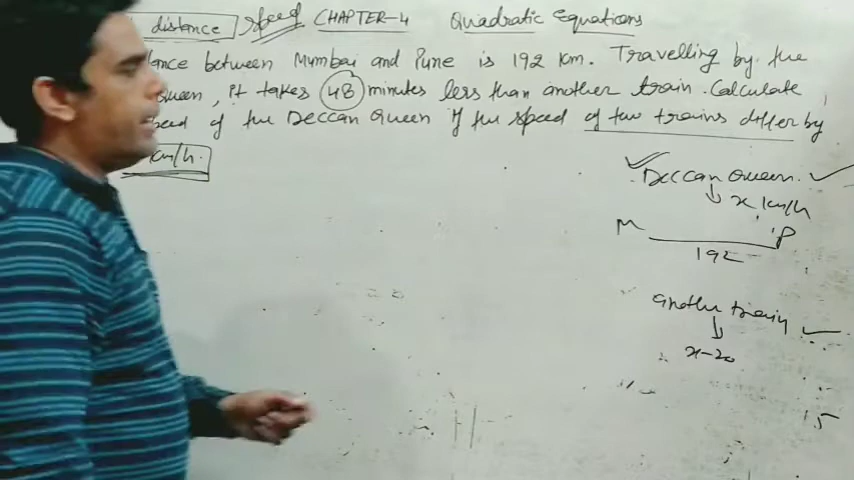 distance speed CHAPTER-4 Quadratic Equations
ance between Mumbai and Pune is 192 km. Travelling by the
ueen, it takes 48 minutes less than another train. Calculate
eed of the Deccan Queen if the speed of two trains differ by
km/h.
Deccan Queen.
x km/h
M P
192
another train
x-20
15